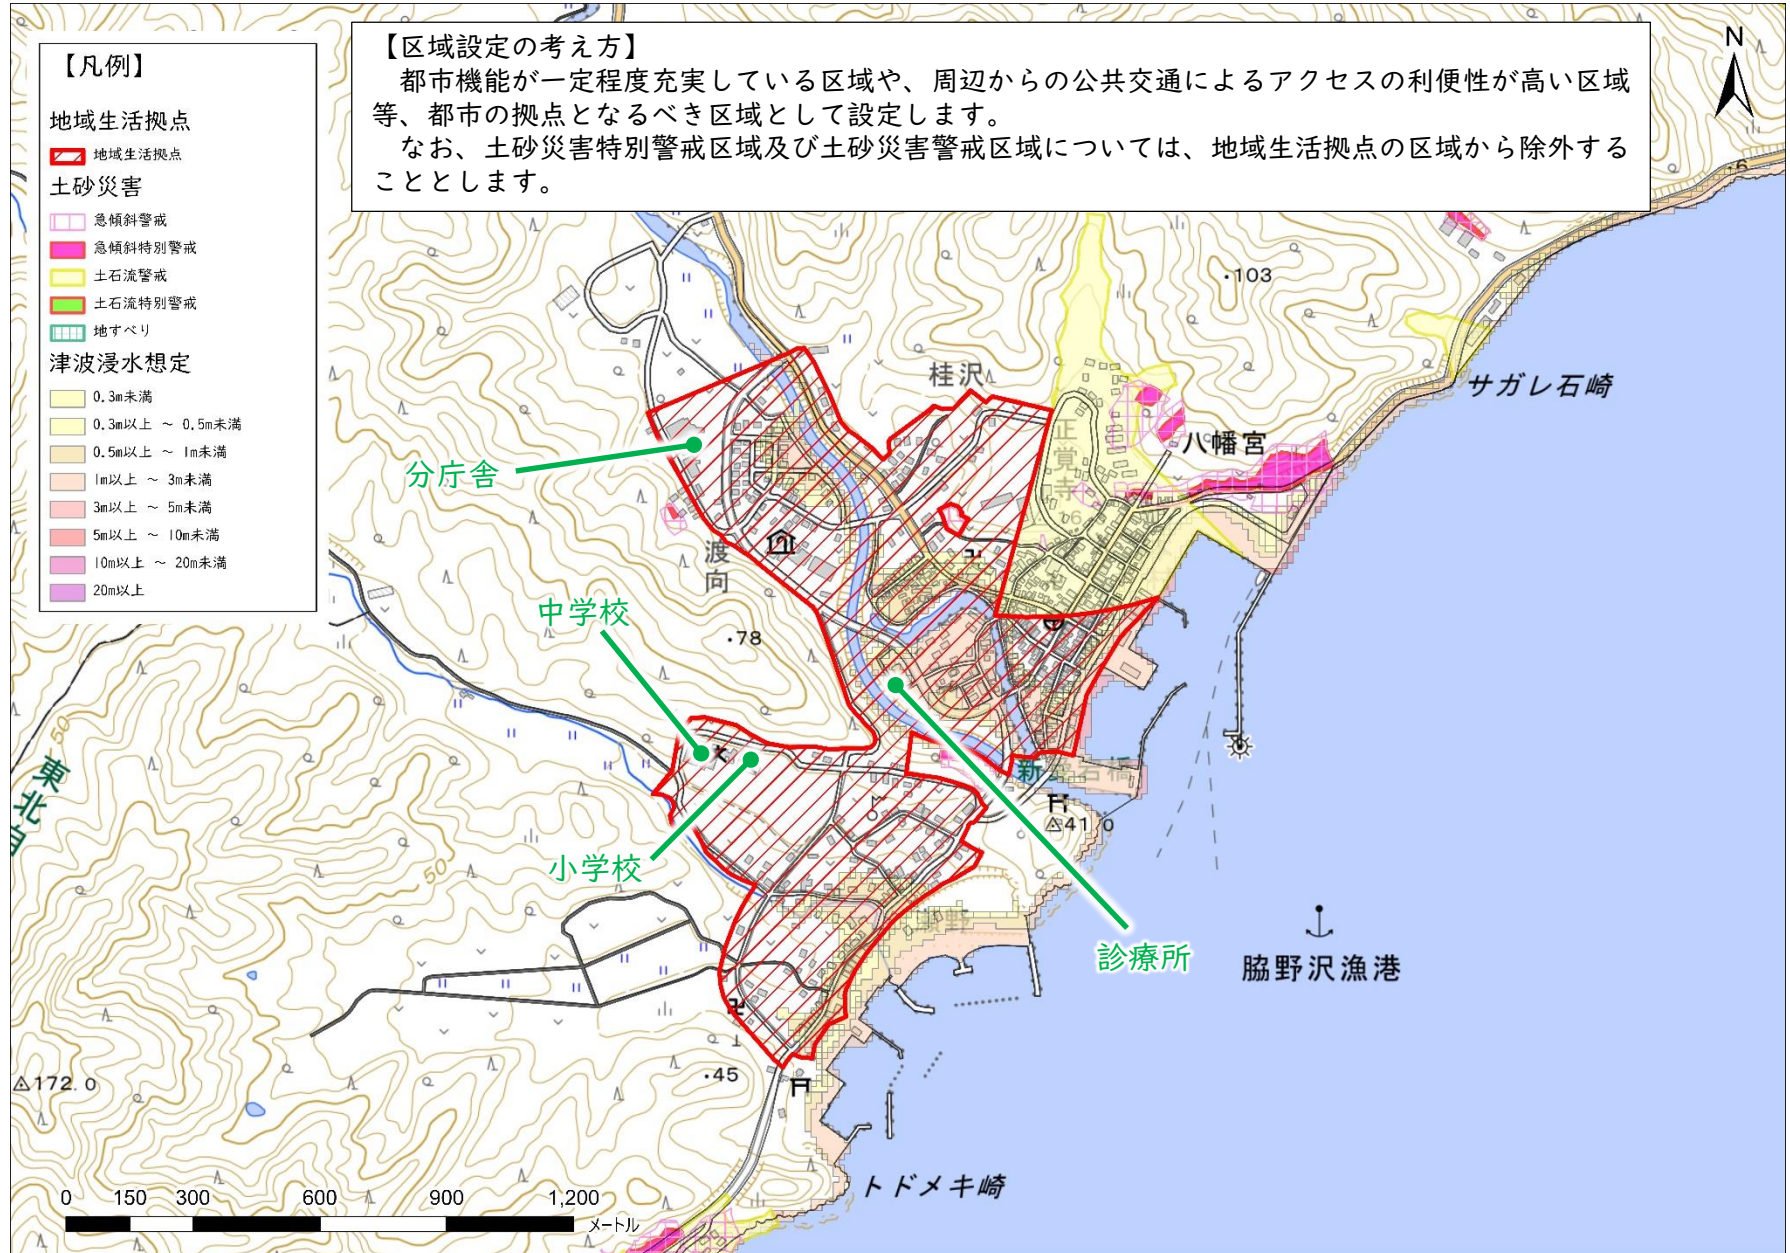 【区域設定の考え方】
　都市機能が一定程度充実している区域や、周辺からの公共交通によるアクセスの利便性が高い区域
等、都市の拠点となるべき区域として設定します。
　なお、土砂災害特別警戒区域及び土砂災害警戒区域については、地域生活拠点の区域から除外する
こととします。
N
【凡例】
地域生活拠点
地域生活拠点
土砂災害
急傾斜警戒
急傾斜特別警戒
土石流警戒
土石流特別警戒
地すべり
津波浸水想定
0.3m未満
0.3m以上 ～ 0.5m未満
0.5m以上 ～ 1m未満
1m以上 ～ 3m未満
3m以上 ～ 5m未満
5m以上 ～ 10m未満
10m以上 ～ 20m未満
20m以上
・6
・103
桂沢
サガレ石崎
正覚寺
八幡宮
分庁舎
渡向
中学校
・78
50
東北自
小学校
50
41.0
瀬野
診療所
脇野沢漁港
172.0
・45
トドメキ崎
0 150 300 600 900 1,200
メートル